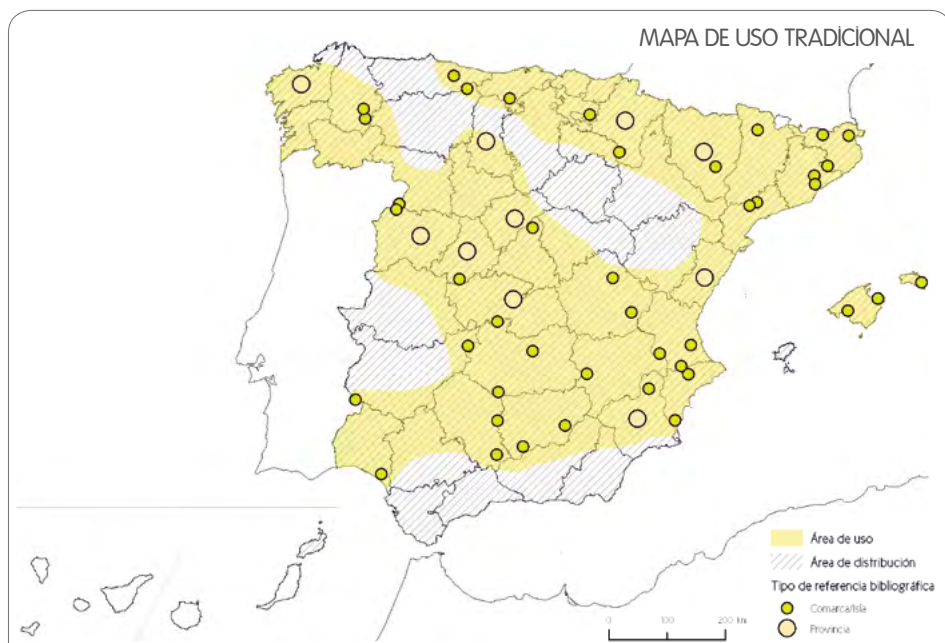 MAPA DE USO TRADICIONAL
Área de uso
Área de distribución
Tipo de referencia bibliográfica
Comarca/Isla
Provincia
0 100 200 km